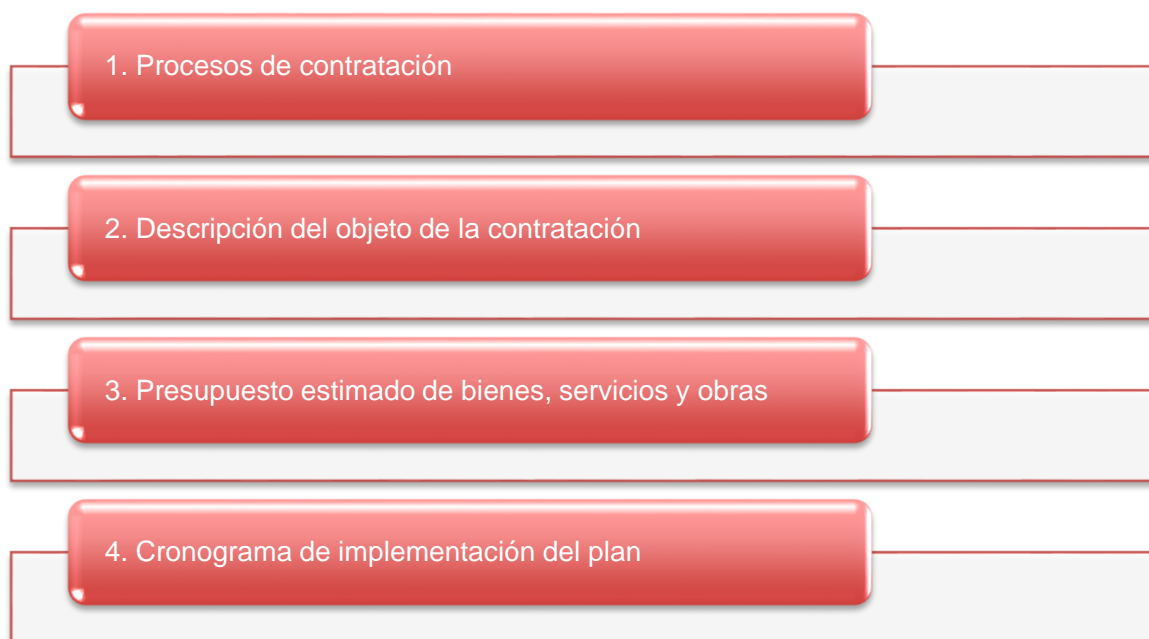 1. Procesos de contratación
2. Descripción del objeto de la contratación
3. Presupuesto estimado de bienes, servicios y obras
4. Cronograma de implementación del plan